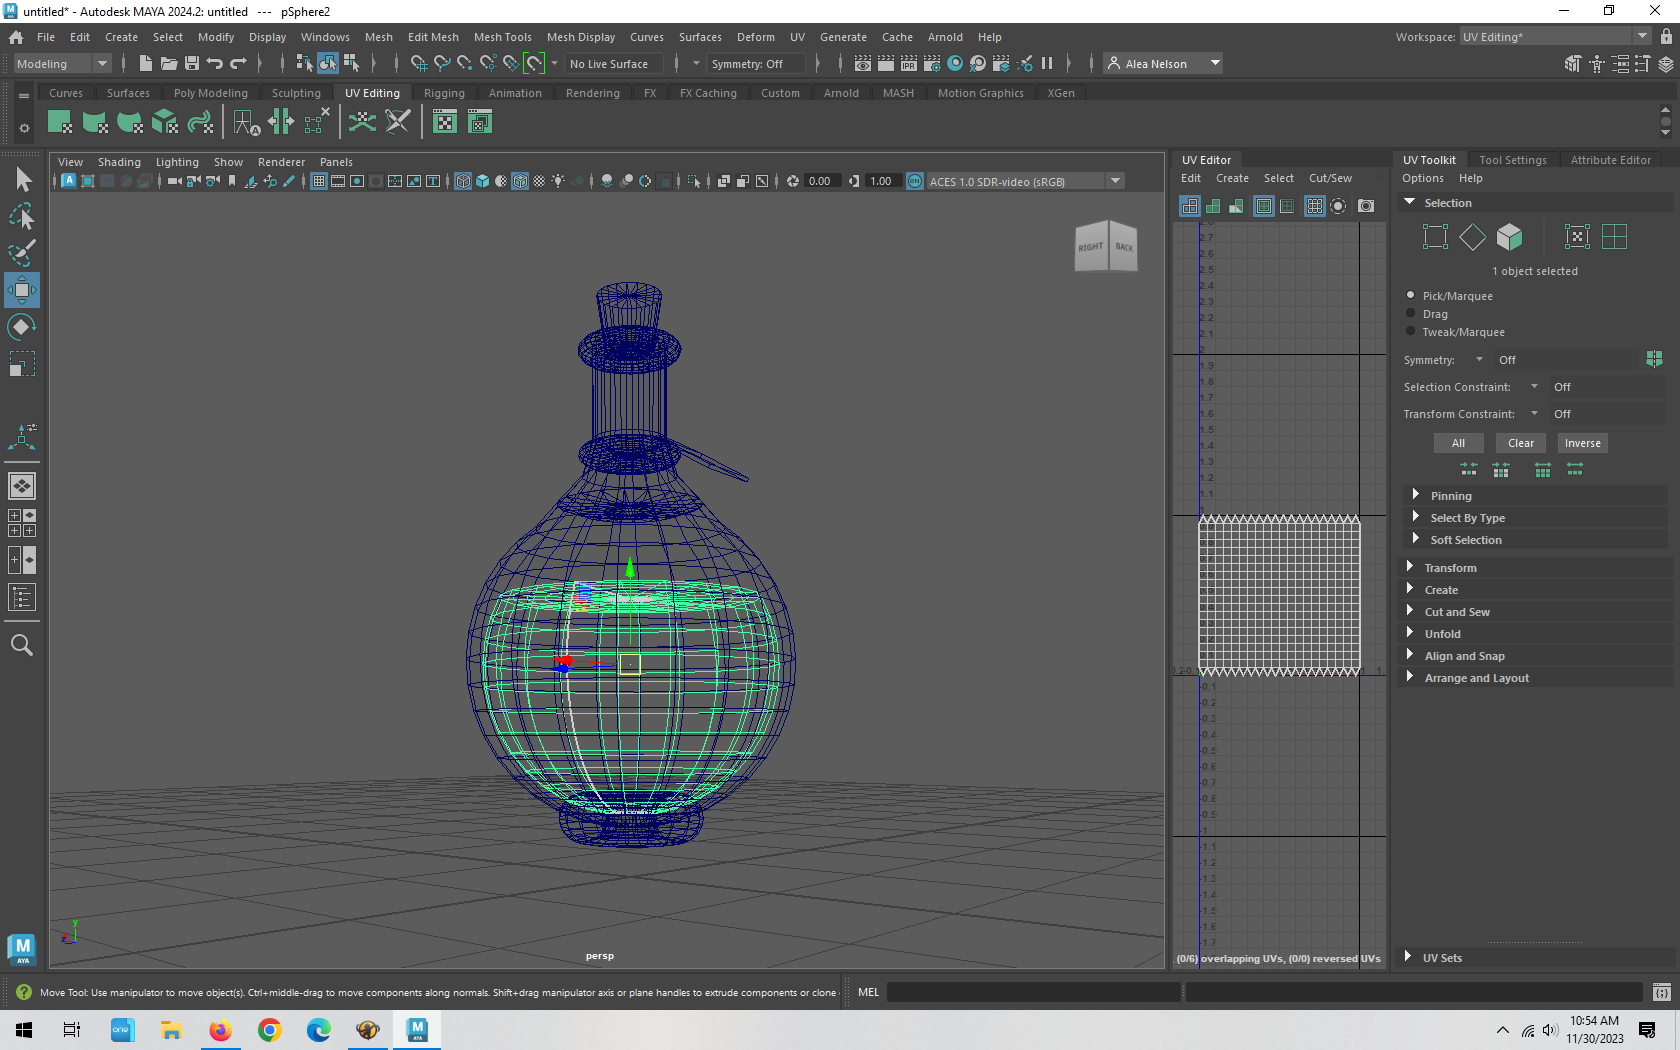 untitled* - Autodesk MAYA 2024.2: untitled --- pSphere2
File Edit Create Select Modify Display Windows Mesh Edit Mesh Mesh Tools Mesh Display Curves Surfaces Deform UV Generate Cache Arnold Help
Workspace: UV Editing*
Modeling
No Live Surface
Symmetry: Off
IPR
Alea Nelson
Curves Surfaces Poly Modeling Sculpting UV Editing Rigging Animation Rendering FX FX Caching Custom Arnold MASH Motion Graphics XGen
View Shading Lighting Show Renderer Panels
0.00
1.00
ON
ACES 1.0 SDR-video (sRGB)
RIGHT
BACK
y
z
persp
UV Editor
Edit Create Select Cut/Sew
2.7
2.6
2.5
2.4
2.3
2.2
2.1
2
1.9
1.8
1.7
1.6
1.5
1.4
1.3
1.2
1.1
1
-0.1
-0.2
-0.3
-0.4
-0.5
-0.6
-0.7
-0.8
-0.9
-1
-1.1
-1.2
-1.3
-1.4
-1.5
-1.6
-1.7
(0/6) overlapping UVs, (0/0) reversed UVs
UV Toolkit Tool Settings Attribute Editor
Options Help
Selection
1 object selected
Pick/Marquee
Drag
Tweak/Marquee
Symmetry: Off
Selection Constraint: Off
Transform Constraint: Off
All Clear Inverse
Pinning
Select By Type
Soft Selection
Transform
Create
Cut and Sew
Unfold
Align and Snap
Arrange and Layout
UV Sets
M
AYA
Move Tool: Use manipulator to move object(s). Ctrl+middle-drag to move components along normals. Shift+drag manipulator axis or plane handles to extrude components or clone
MEL
one
M
AYA
10:54 AM
11/30/2023